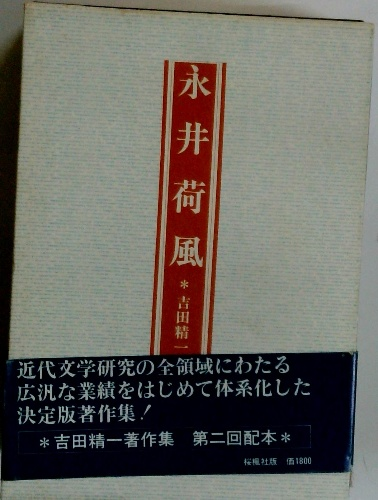 永井荷風
＊吉田精一
近代文学研究の全領域にわたる
広汎な業績をはじめて体系化した
決定版著作集！
＊吉田精一著作集 第二回配本＊
桜楓社版 価1800